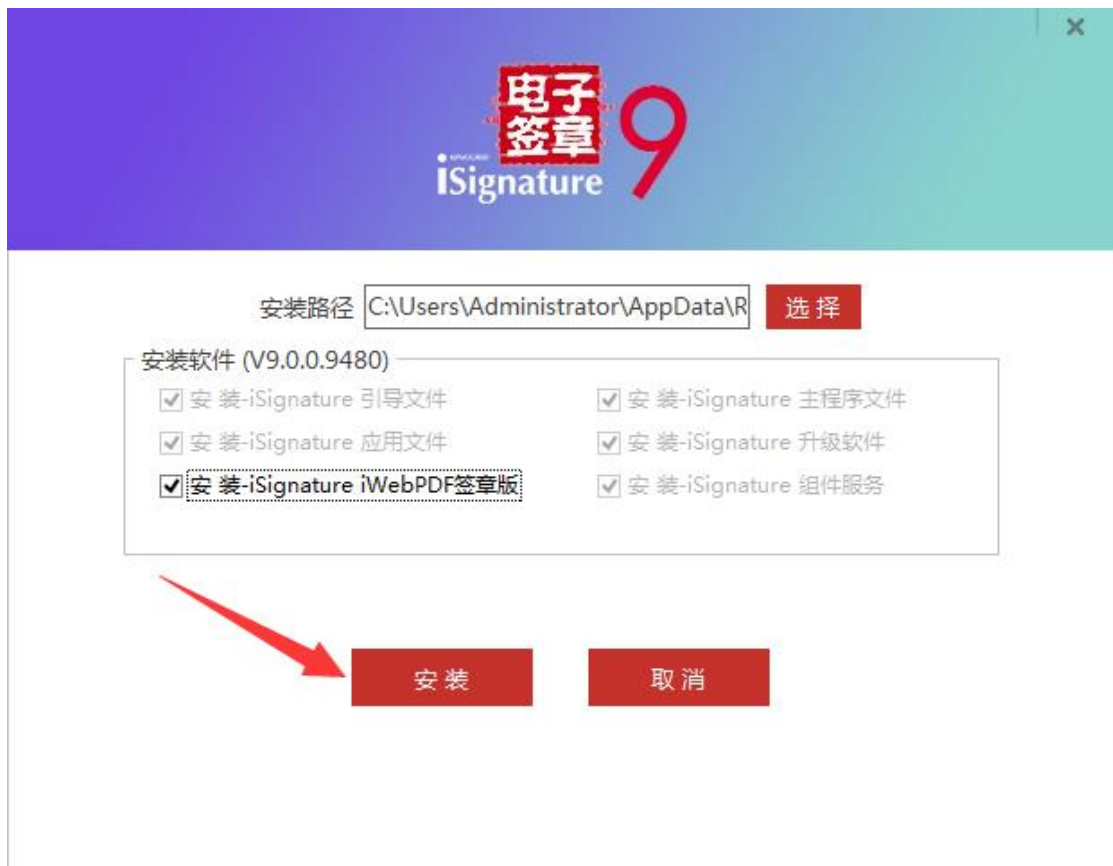 电子
签章
9
iSignature
安装路径 C:\Users\Administrator\AppData\R 选择
安装软件 (V9.0.0.9480)
安 装-iSignature 引导文件 安 装-iSignature 主程序文件
安 装-iSignature 应用文件 安 装-iSignature 升级软件
安 装-iSignature iWebPDF签章版 安 装-iSignature 组件服务
安装 取消